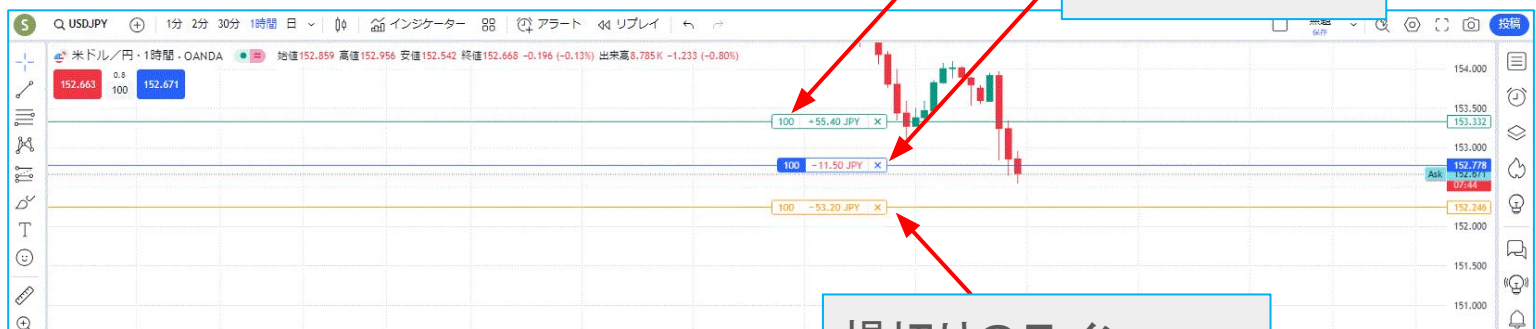 S USDJPY 1分 2分 30分 1時間 日 インジケーター アラート リプレイ 保存 投稿
米ドル／円・1時間・OANDA 始値152.859 高値152.956 安値152.542 終値152.668 −0.196 (−0.13%) 出来高8.785K −1.233 (−0.80%)
152.663 0.8 100 152.671
154.000
153.500
100 +55.40 JPY × 153.332
153.000
100 −11.50 JPY × 152.778
Ask 152.671
07:44
100 −53.20 JPY × 152.246
T 152.000
151.500
151.000